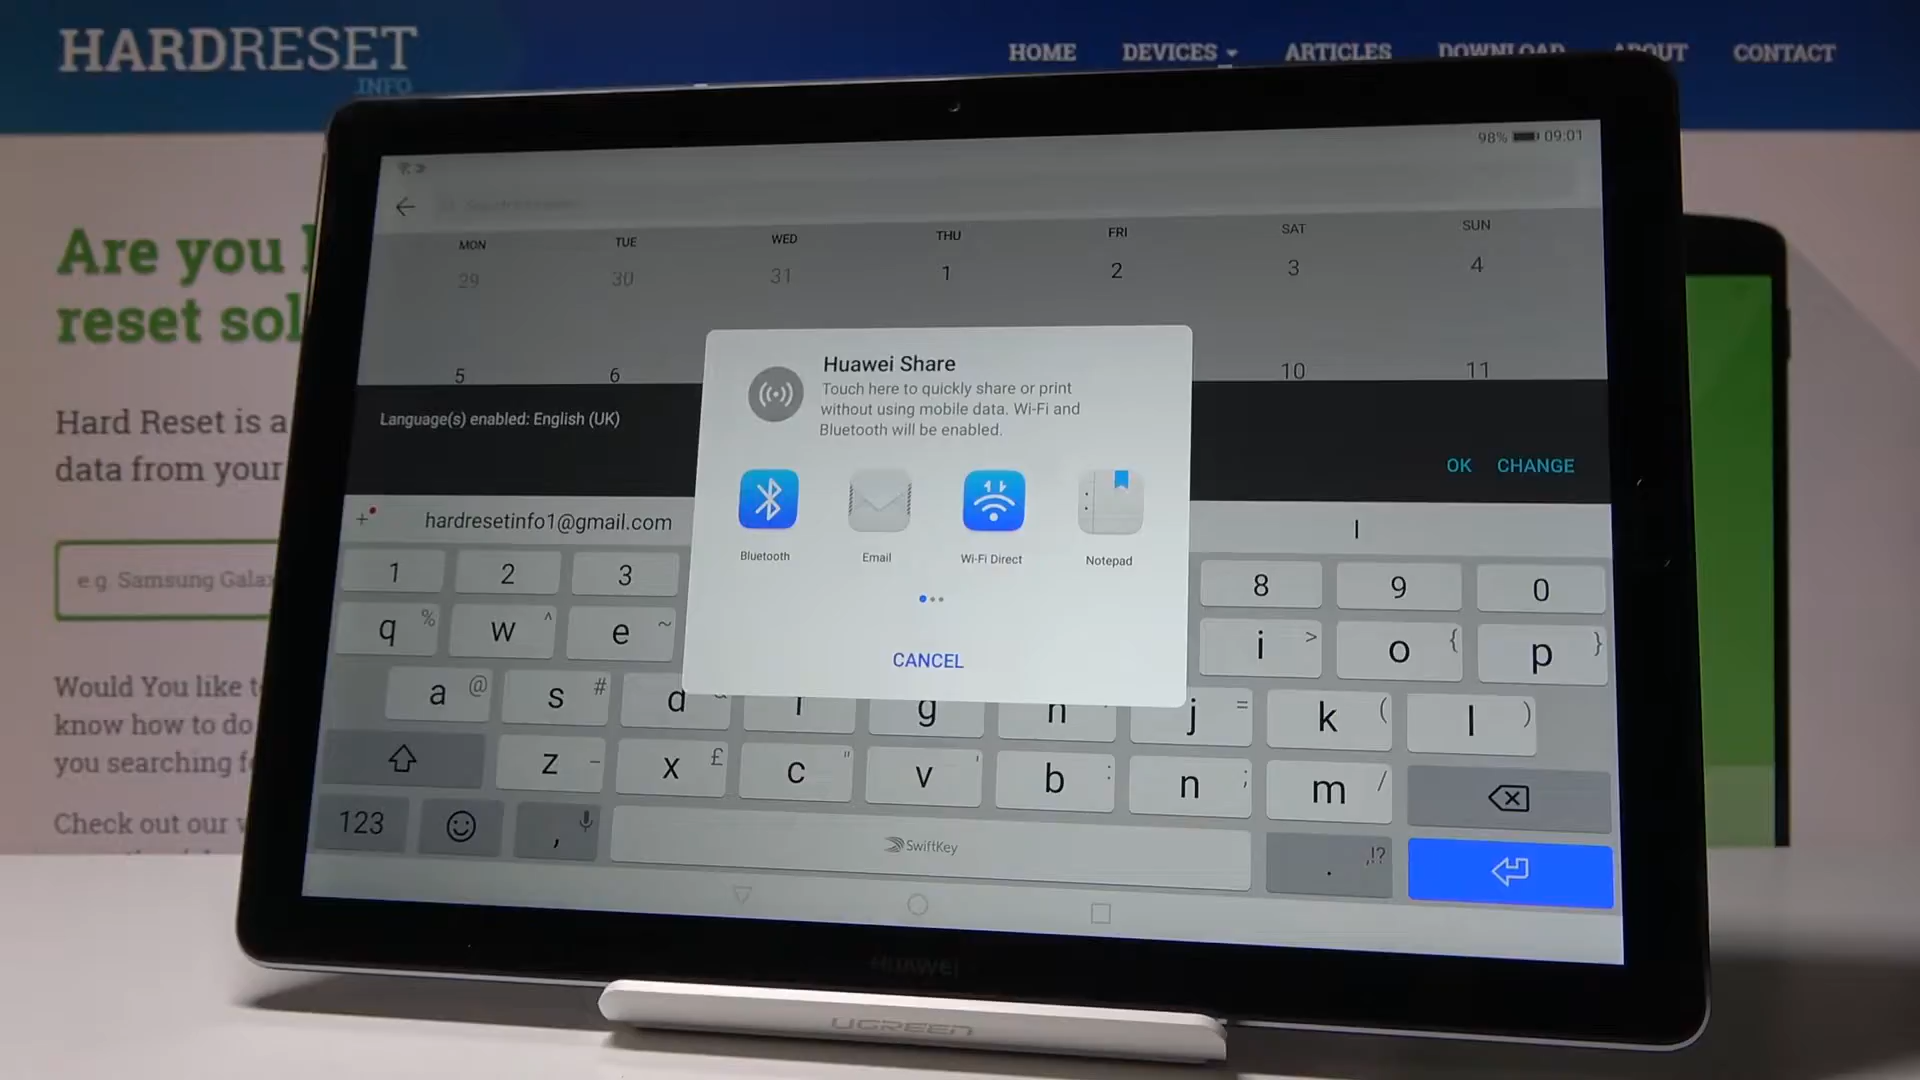 HARDRESET
.INFO
HOME DEVICES ARTICLES DOWNLOAD ABOUT CONTACT
Are you
reset sol
Hard Reset is a
data from your
e.g. Samsung Gala
Would You like t
know how to do
you searching f
Check out our
98% 09:01
MON TUE WED THU FRI SAT SUN
29 30 31 1 2 3 4
5 6 10 11
Huawei Share
Touch here to quickly share or print
without using mobile data. Wi-Fi and
Bluetooth will be enabled.
Bluetooth Email Wi-Fi Direct Notepad
CANCEL
Language(s) enabled: English (UK)
OK CHANGE
+ hardresetinfo1@gmail.com I
1 2 3 8 9 0
q % w ^ e ~ i > o { p }
a @ s # d & f g h j = k ( l )
z - x £ c " v ' b : n ; m /
123 , SwiftKey . ,!?
HUAWEI
UGREEN